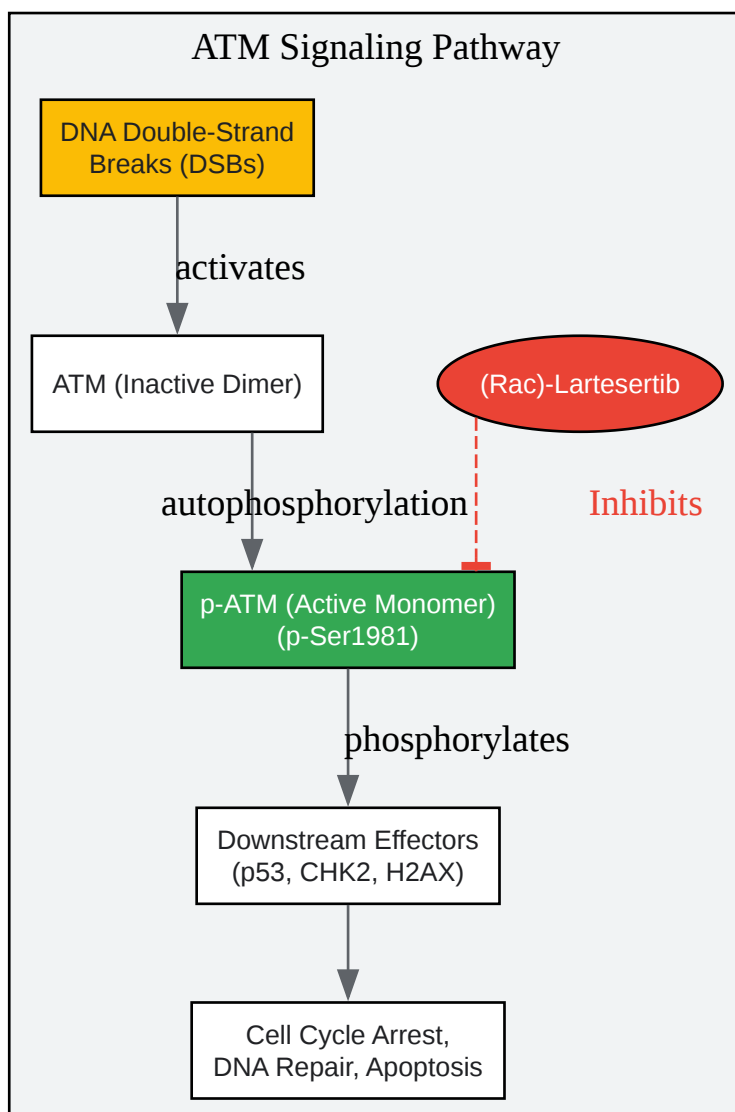 ATM Signaling Pathway
DNA Double-Strand
Breaks (DSBs)
activates
ATM (Inactive Dimer)
(Rac)-Lartesertib
autophosphorylation
Inhibits
p-ATM (Active Monomer)
(p-Ser1981)
phosphorylates
Downstream Effectors
(p53, CHK2, H2AX)
Cell Cycle Arrest,
DNA Repair, Apoptosis